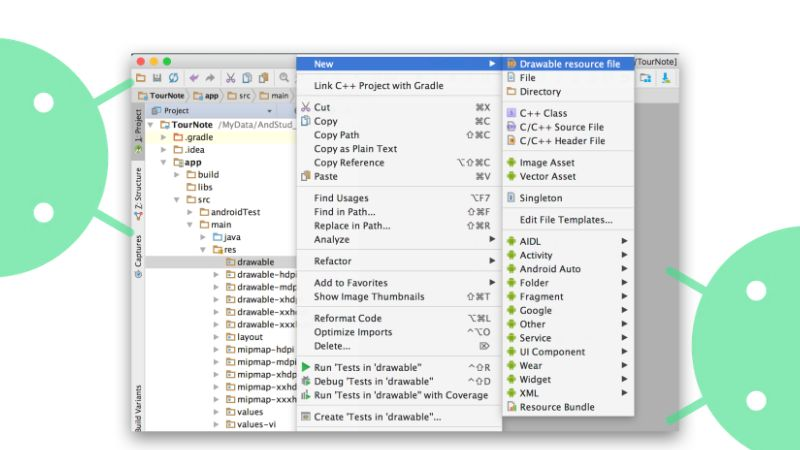 /TourNote]
TourNote
app
src
main
Project
TourNote /MyData/AndStud_
.gradle
.idea
app
build
libs
src
androidTest
main
java
res
drawable
drawable-hdpi
drawable-mdp
drawable-xhd
drawable-xxh
drawable-xxx
layout
mipmap-hdpi
mipmap-mdp
mipmap-xhd
mipmap-xxhd
mipmap-xxxh
values
values-vi
1: Project
Z: Structure
Captures
Build Variants
New
Link C++ Project with Gradle
Cut ⌘X
Copy ⌘C
Copy Path ⇧⌘C
Copy as Plain Text
Copy Reference ⌥⇧⌘C
Paste ⌘V
Find Usages ⌥F7
Find in Path... ⇧⌘F
Replace in Path... ⇧⌘R
Analyze
Refactor
Add to Favorites
Show Image Thumbnails ⇧⌘T
Reformat Code ⌥⌘L
Optimize Imports ^⌥O
Delete... ⌦
Run 'Tests in 'drawable'' ^⇧R
Debug 'Tests in 'drawable'' ^⇧D
Run 'Tests in 'drawable'' with Coverage
Create 'Tests in 'drawable''...
Drawable resource file
File
Directory
C++ Class
C/C++ Source File
C/C++ Header File
Image Asset
Vector Asset
Singleton
Edit File Templates...
AIDL
Activity
Android Auto
Folder
Fragment
Google
Other
Service
UI Component
Wear
Widget
XML
Resource Bundle